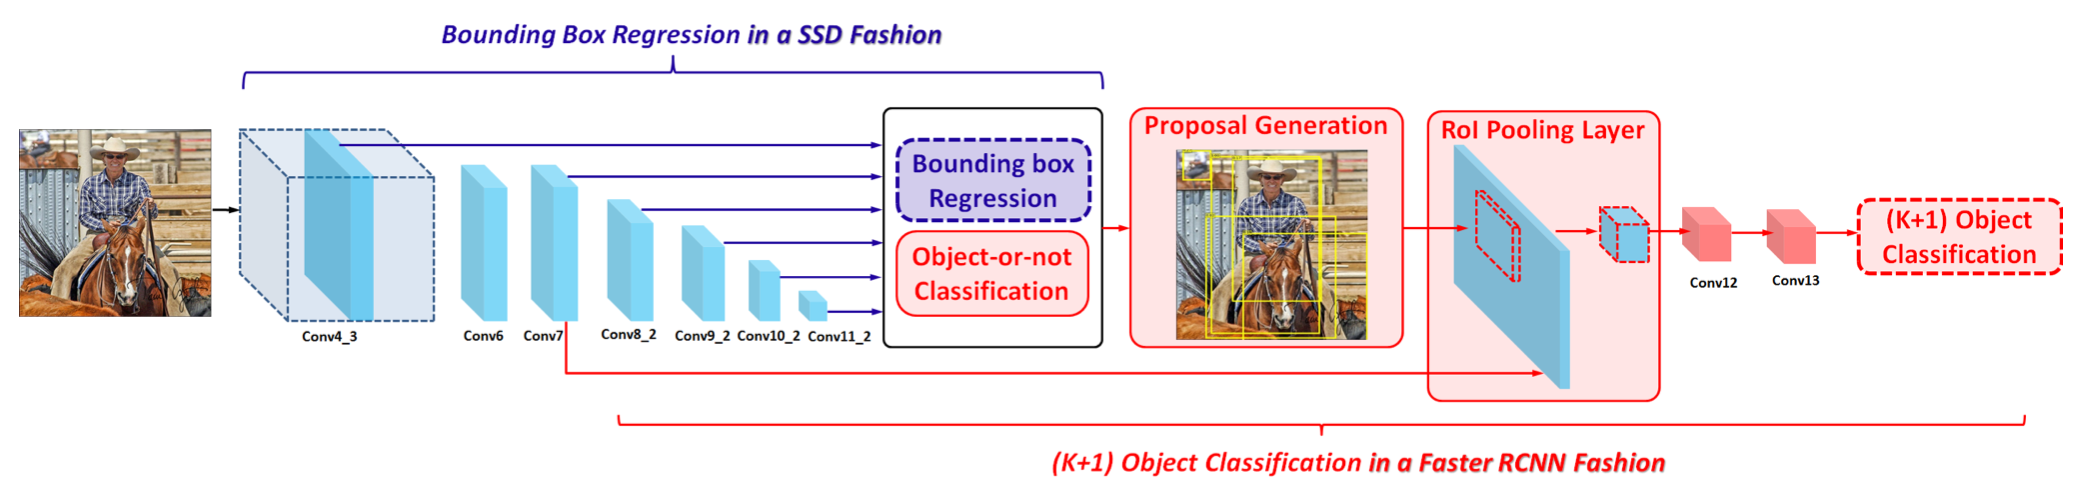 Bounding Box Regression in a SSD Fashion
Bounding box
Regression
Object-or-not
Classification
Proposal Generation
RoI Pooling Layer
(K+1) Object
Classification
Conv4_3
Conv6
Conv7
Conv8_2
Conv9_2
Conv10_2
Conv11_2
Conv12
Conv13
(K+1) Object Classification in a Faster RCNN Fashion